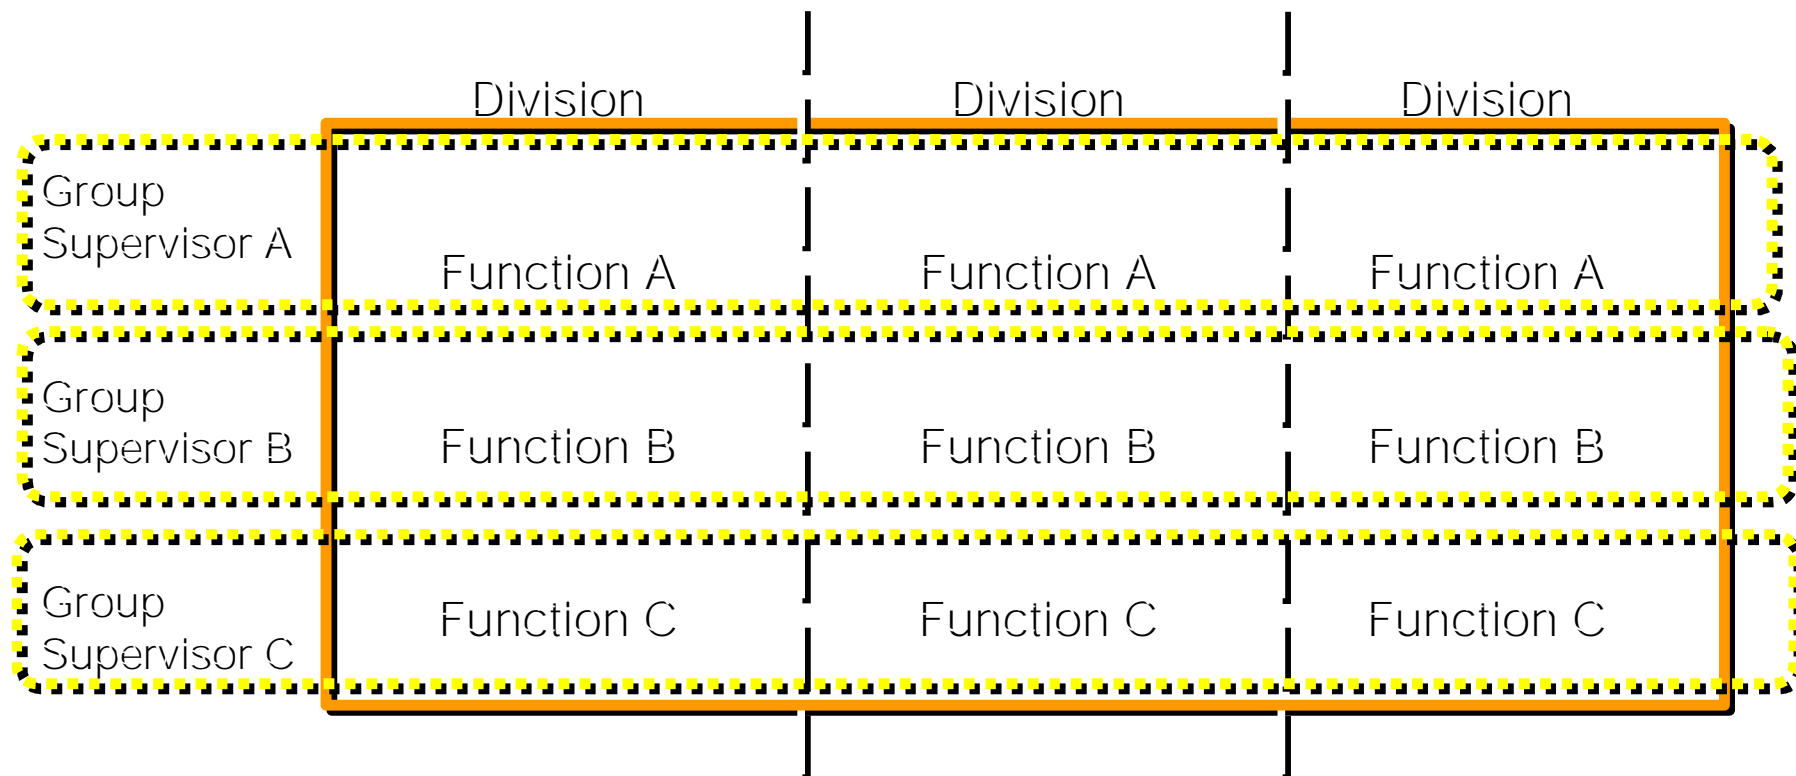 Division Division Division
Group
Supervisor A
Function A Function A Function A
Group
Supervisor B
Function B Function B Function B
Group
Supervisor C
Function C Function C Function C